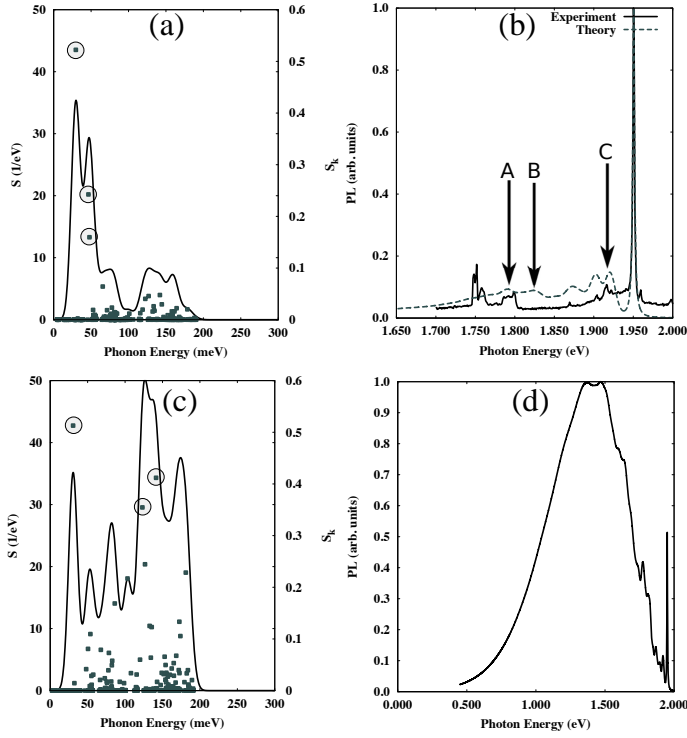 (a)
50
40
30
20
10
0
S (1/eV)
0 50 100 150 200 250 300
Phonon Energy (meV)
0.6
0.5
0.4
0.3
0.2
0.1
0
S_k
(b)
Experiment
Theory
1.0
0.8
0.6
0.4
0.2
0.0
PL (arb. units)
A
B
C
1.650 1.700 1.750 1.800 1.850 1.900 1.950 2.000
Photon Energy (eV)
(c)
50
40
30
20
10
0
S (1/eV)
0 50 100 150 200 250 300
Phonon Energy (meV)
0.6
0.5
0.4
0.3
0.2
0.1
0
S_k
(d)
1.0
0.9
0.8
0.7
0.6
0.5
0.4
0.3
0.2
0.1
0.0
PL (arb. units)
0.000 0.500 1.000 1.500 2.000
Photon Energy (eV)